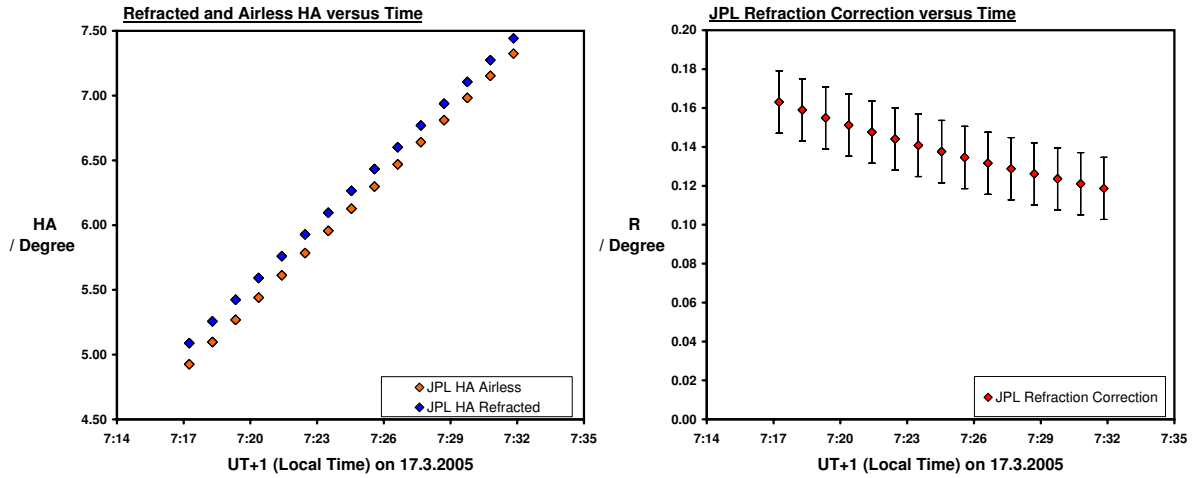 Refracted and Airless HA versus Time
7.50
7.00
6.50
6.00
5.50
5.00
4.50
HA
/ Degree
JPL HA Airless
JPL HA Refracted
7:14 7:17 7:20 7:23 7:26 7:29 7:32 7:35
UT+1 (Local Time) on 17.3.2005
JPL Refraction Correction versus Time
0.20
0.18
0.16
0.14
0.12
0.10
0.08
0.06
0.04
0.02
0.00
R
/ Degree
JPL Refraction Correction
7:14 7:17 7:20 7:23 7:26 7:29 7:32 7:35
UT+1 (Local Time) on 17.3.2005